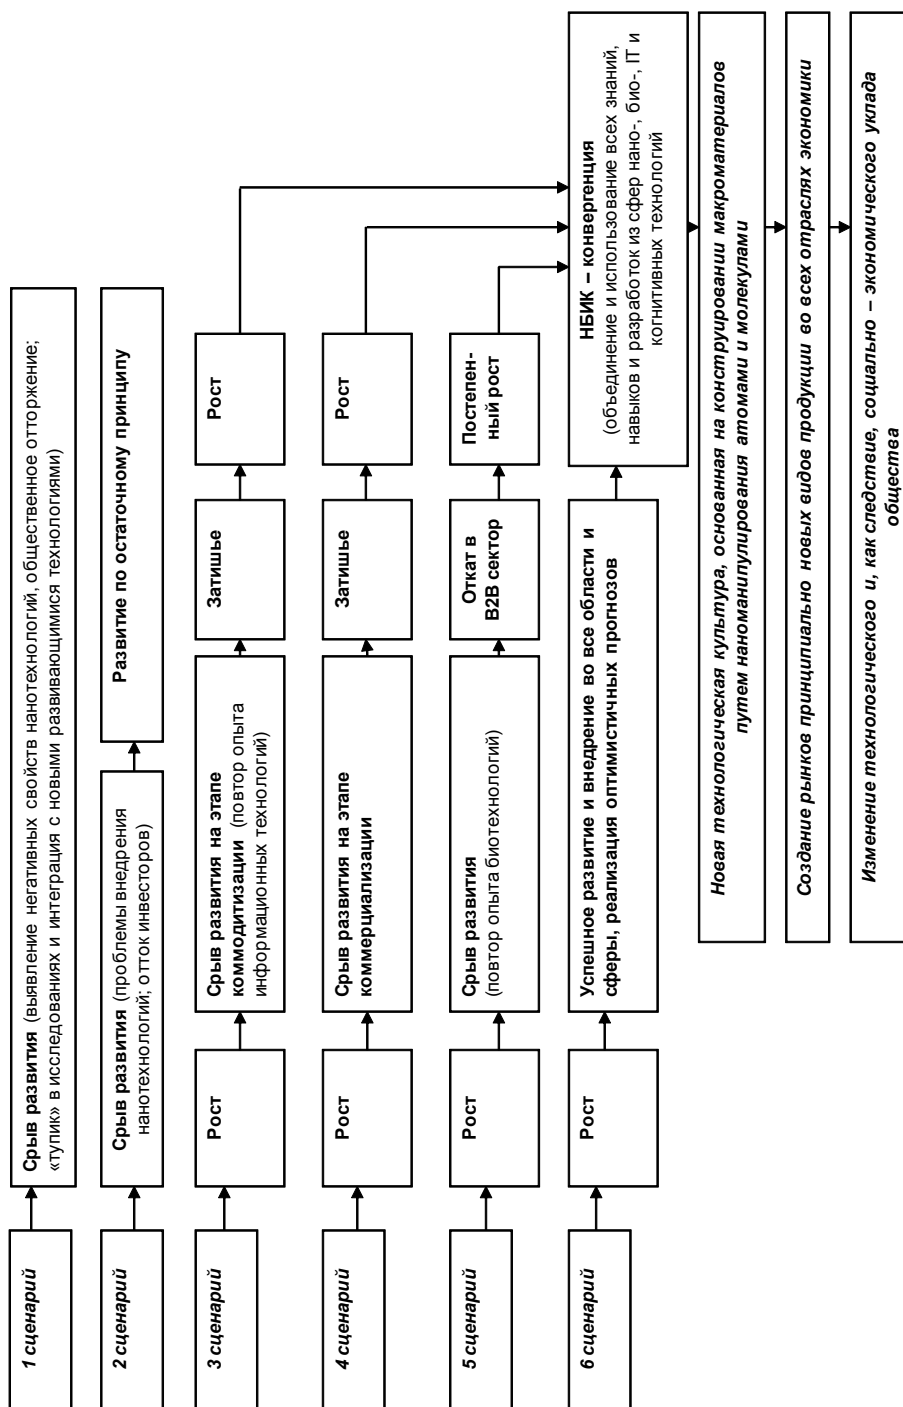 1 сценарий
Срыв развития (выявление негативных свойств нанотехнологий, общественное отторжение;
«тупик» в исследованиях и интеграция с новыми развивающимися технологиями)
2 сценарий
Срыв развития (проблемы внедрения
нанотехнологий; отток инвесторов)
Развитие по остаточному принципу
3 сценарий
Рост
Срыв развития на этапе
коммодитизации (повтор опыта
информационных технологий)
Затишье
Рост
4 сценарий
Рост
Срыв развития на этапе
коммерциализации
Затишье
Рост
5 сценарий
Рост
Срыв развития
(повтор опыта биотехнологий)
Откат в
B2B сектор
Постепен-
ный рост
6 сценарий
Рост
Успешное развитие и внедрение во все области и
сферы, реализация оптимистичных прогнозов
НБИК – конвергенция
(объединение и использование всех знаний,
навыков и разработок из сфер нано-, био-, IT и
когнитивных технологий
Новая технологическая культура, основанная на конструировании макроматериалов
путем наноманипулирования атомами и молекулами
Создание рынков принципиально новых видов продукции во всех отраслях экономики
Изменение технологического и, как следствие, социально – экономического уклада
общества